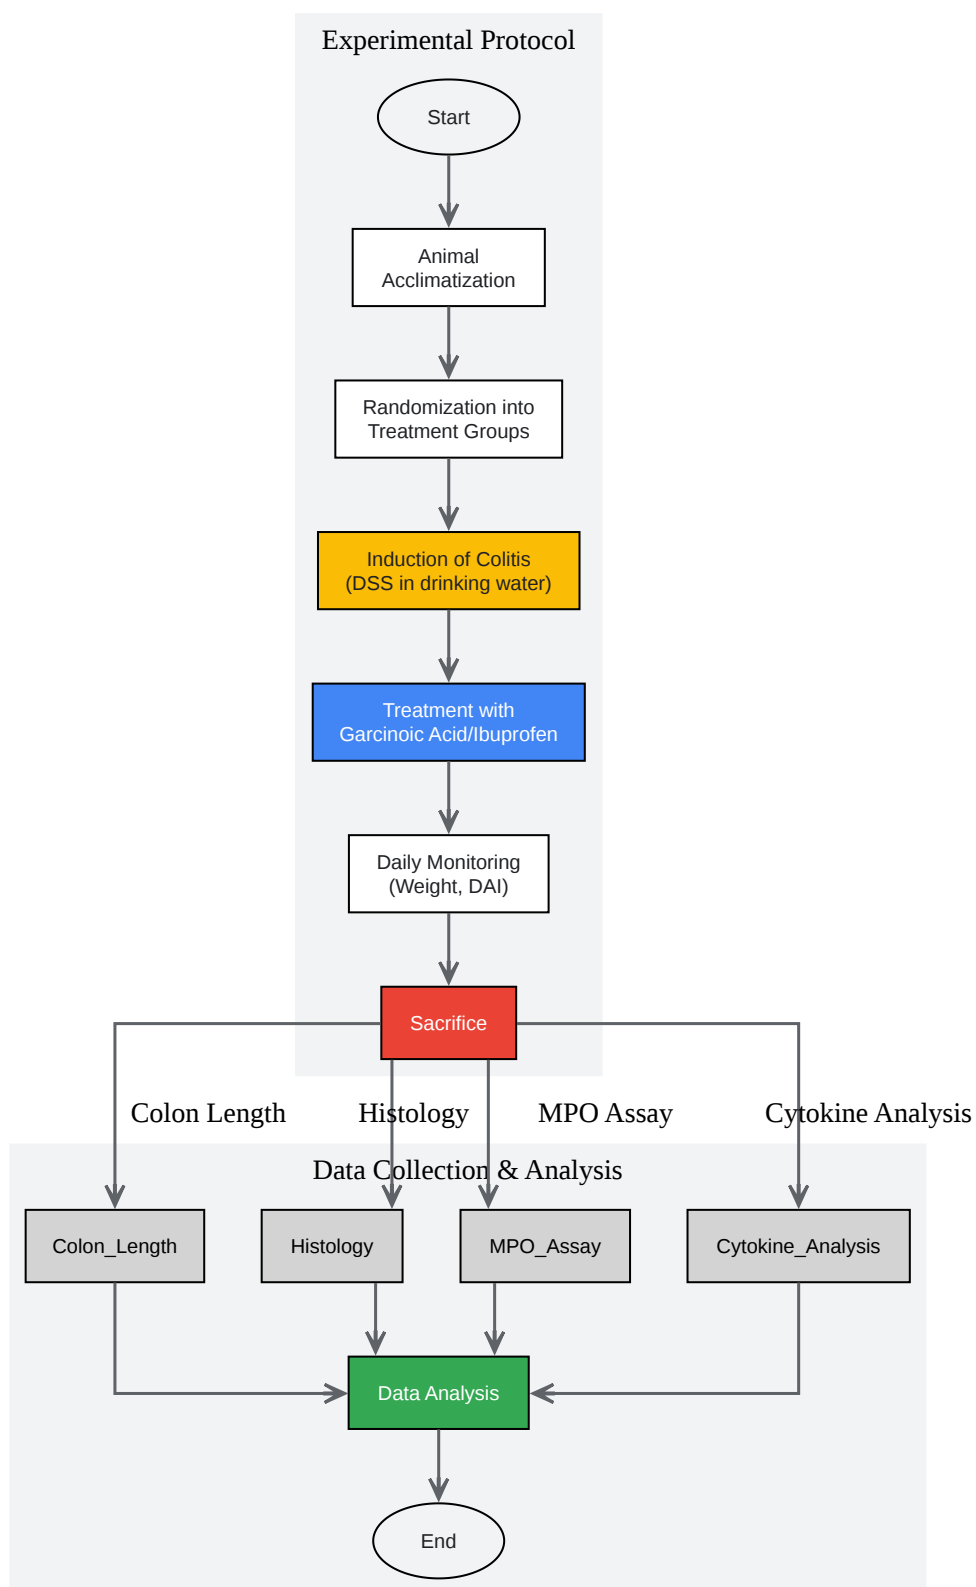 Experimental Protocol
Start
Animal
Acclimatization
Randomization into
Treatment Groups
Induction of Colitis
(DSS in drinking water)
Treatment with
Garcinoic Acid/Ibuprofen
Daily Monitoring
(Weight, DAI)
Sacrifice
Colon Length
Histology
MPO Assay
Cytokine Analysis
Data Collection & Analysis
Colon_Length
Histology
MPO_Assay
Cytokine_Analysis
Data Analysis
End